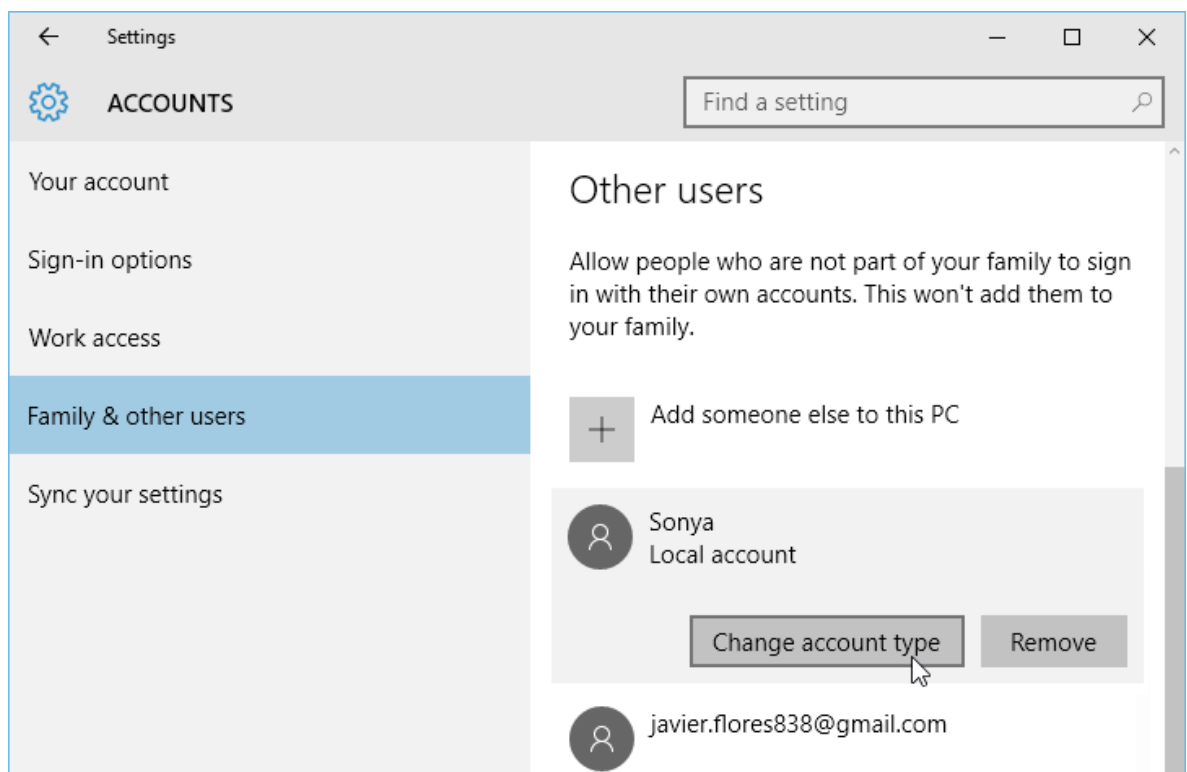 Settings
ACCOUNTS
Find a setting
Your account
Sign-in options
Work access
Family & other users
Sync your settings
Other users
Allow people who are not part of your family to sign
in with their own accounts. This won't add them to
your family.
Add someone else to this PC
Sonya
Local account
Change account type
Remove
javier.flores838@gmail.com